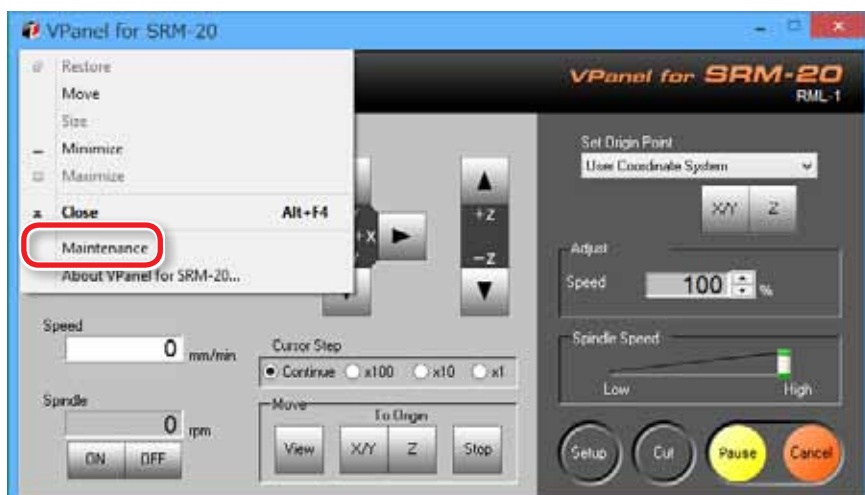 VPanel for SRM-20
Restore
Move
Size
Minimize
Maximize
Close Alt+F4
Maintenance
About VPanel for SRM-20...
VPanel for SRM-20
RML-1
+X
+Z
-Z
Speed
0 mm/min
Spindle
0 rpm
ON OFF
Cursor Step
Continue x100 x10 x1
Move
To Origin
View X/Y Z Stop
Set Origin Point
User Coordinate System
X/Y Z
Adjust
Speed 100 %
Spindle Speed
Low High
Setup Cut Pause Cancel